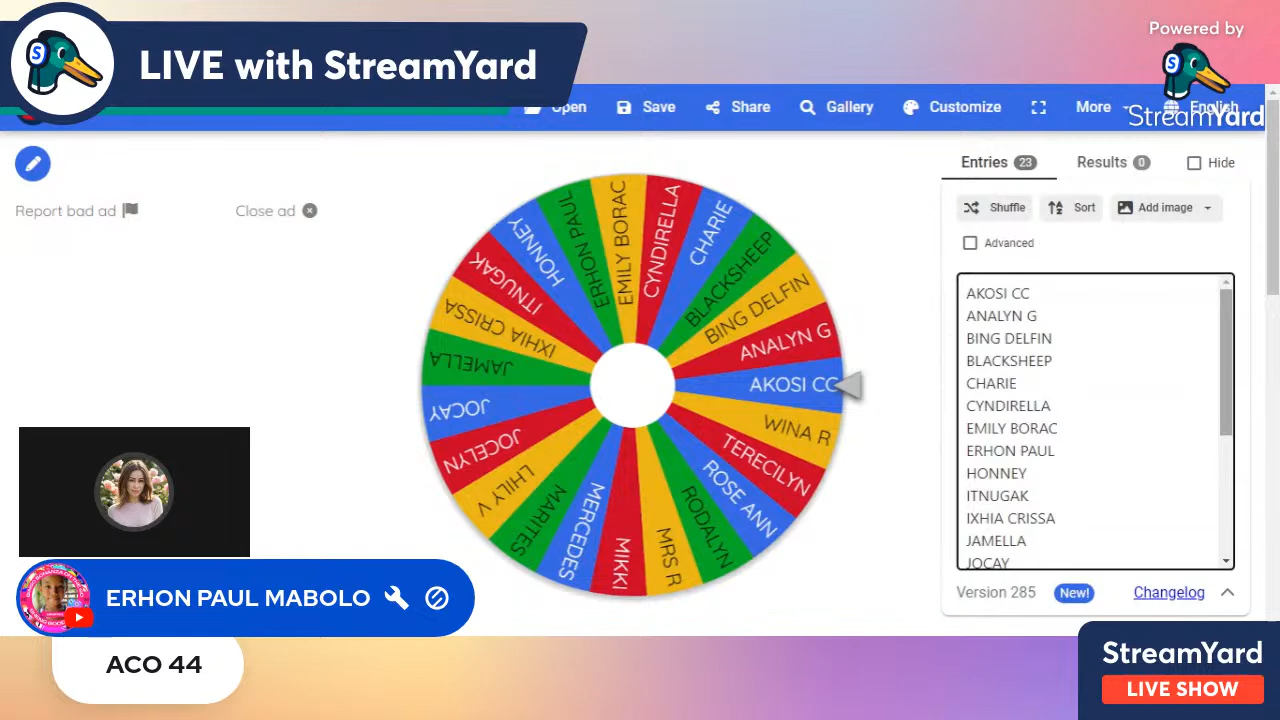 LIVE with StreamYard
Powered by
StreamYard
Open
Save
Share
Gallery
Customize
More
English
Report bad ad
Close ad
Entries 23
Results 0
Hide
Shuffle
Sort
Add image
Advanced
AKOSI CC
ANALYN G
BING DELFIN
BLACKSHEEP
CHARIE
CYNDIRELLA
EMILY BORAC
ERHON PAUL
HONNEY
ITNUGAK
IXHIA CRISSA
JAMELLA
JOCAY
Version 285
New!
Changelog
AKOSI CC
ANALYN G
BING DELFIN
BLACKSHEEP
CHARIE
CYNDIRELLA
EMILY BORAC
ERHON PAUL
HONNEY
ITNUGAK
IXHIA CRISSA
JAMELLA
JOCAY
JOCELYN
LHILY V
MARITES
MERCEDES
MIKKI
MRS R
RODALYN
ROSE ANN
TERECILYN
WINA R
ERHON PAUL MABOLO
ACO 44
StreamYard
LIVE SHOW